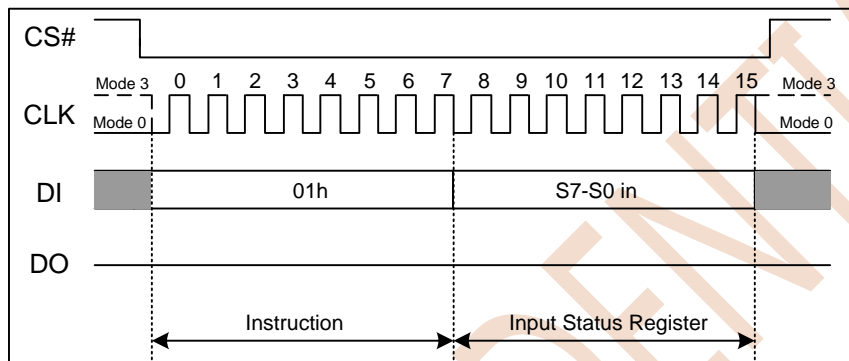 CS#
Mode 3 0 1 2 3 4 5 6 7 8 9 10 11 12 13 14 15 Mode 3
CLK
Mode 0 Mode 0
DI 01h S7-S0 in
DO
Instruction Input Status Register